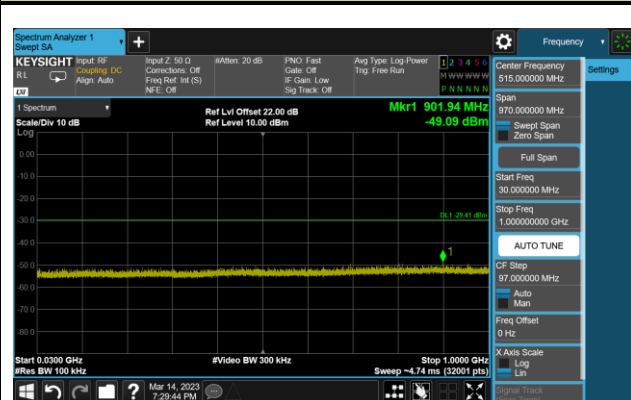 Spectrum Analyzer 1
Swept SA
Frequency
KEYSIGHT
RL
LXI
Input: RF
Coupling: DC
Align: Auto
Input Z: 50 Ω
Corrections: Off
Freq Ref: Int (S)
NFE: Off
#Atten: 20 dB
PNO: Fast
Gate: Off
IF Gain: Low
Sig Track: Off
Avg Type: Log-Power
Trig: Free Run
1 2 3 4 5 6
M W W W W W
P N N N N N
Center Frequency
515.000000 MHz
Settings
1 Spectrum
Scale/Div 10 dB
Log
Ref Lvl Offset 22.00 dB
Ref Level 10.00 dBm
Mkr1 901.94 MHz
-49.09 dBm
Span
970.000000 MHz
Swept Span
Zero Span
Full Span
Start Freq
30.000000 MHz
Stop Freq
1.000000000 GHz
AUTO TUNE
CF Step
97.000000 MHz
Auto
Man
Freq Offset
0 Hz
X Axis Scale
Log
Lin
Signal Track
0.00
-10.0
-20.0
-30.0
DL1 -29.41 dBm
-40.0
1
-50.0
-60.0
-70.0
-80.0
Start 0.0300 GHz
#Res BW 100 kHz
#Video BW 300 kHz
Stop 1.0000 GHz
Sweep ~4.74 ms (32001 pts)
?
Mar 14, 2023
7:29:44 PM